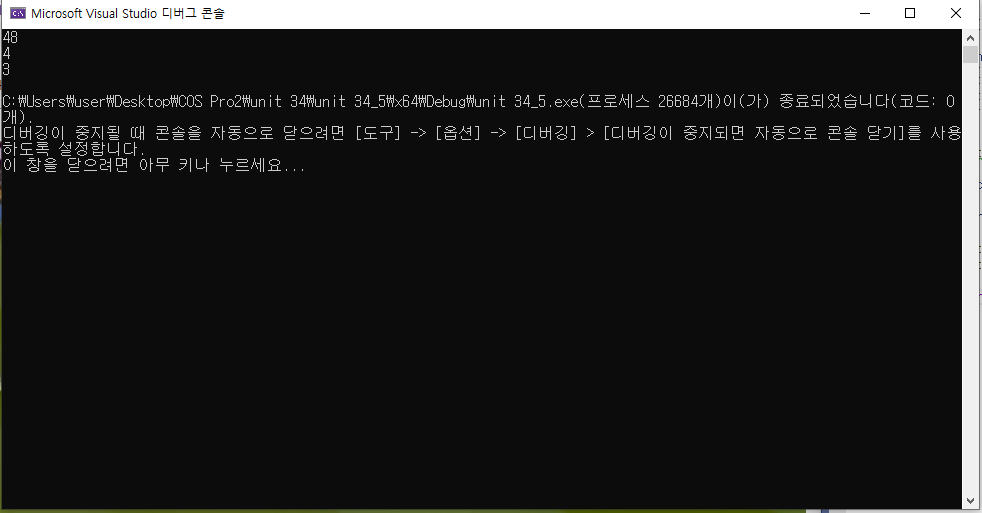 Microsoft Visual Studio 디버그 콘솔
48
4
3
C:₩Users₩user₩Desktop₩COS Pro2₩unit 34₩unit 34_5₩x64₩Debug₩unit 34_5.exe(프로세스 26684개)이(가) 종료되었습니다(코드: 0
개).
디버깅이 중지될 때 콘솔을 자동으로 닫으려면 [도구] -> [옵션] -> [디버깅] > [디버깅이 중지되면 자동으로 콘솔 닫기]를 사용
하도록 설정합니다.
이 창을 닫으려면 아무 키나 누르세요...